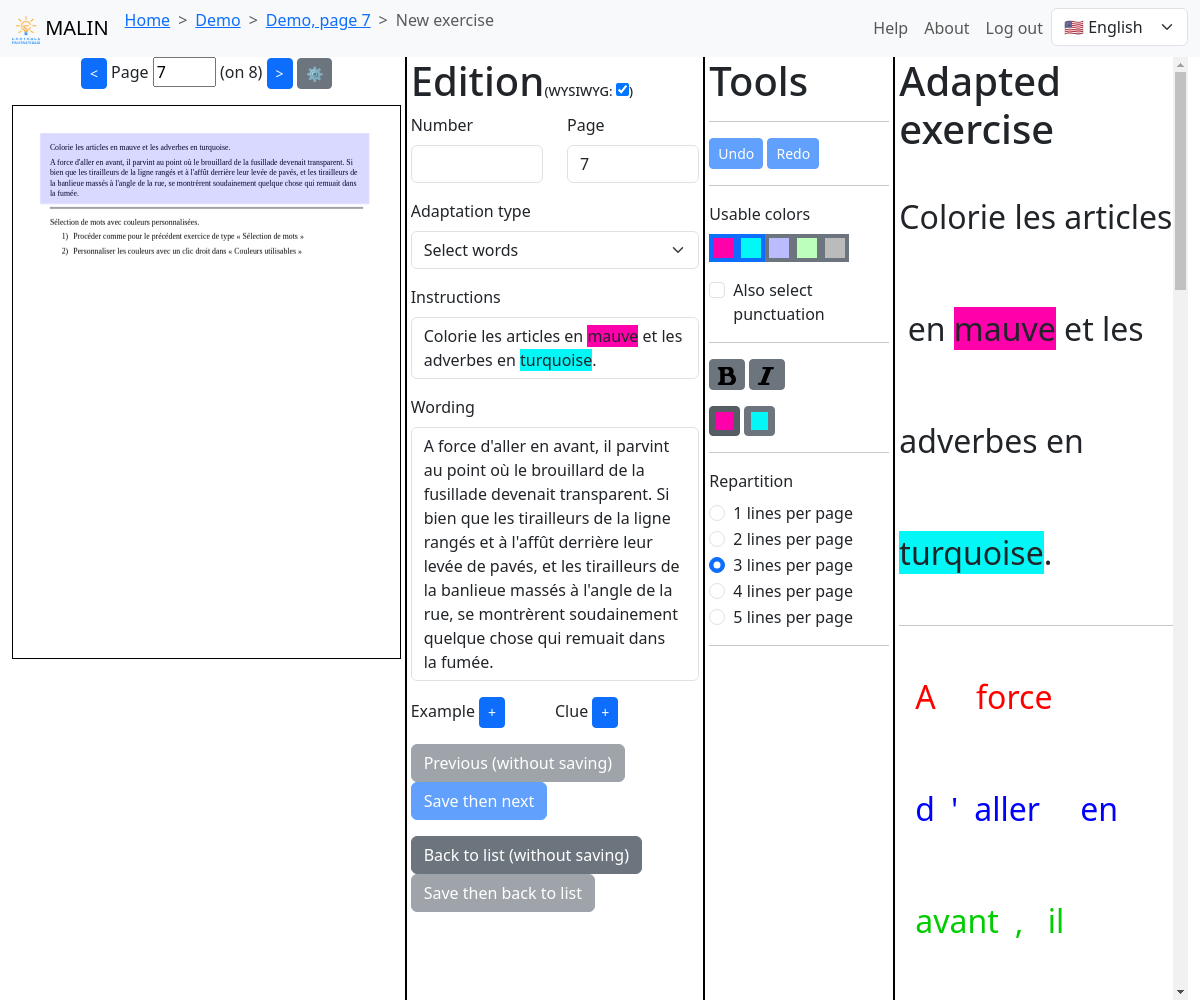 MALIN Home > Demo > Demo, page 7 > New exercise Help About Log out English
< Page 7 (on 8) >
Colorie les articles en mauve et les adverbes en turquoise.
A force d'aller en avant, il parvint au point où le brouillard de la fusillade devenait transparent. Si
bien que les tirailleurs de la ligne rangés et à l'affût derrière leur levée de pavés, et les tirailleurs de
la banlieue massés à l'angle de la rue, se montrèrent soudainement quelque chose qui remuait dans
la fumée.
Sélection de mots avec couleurs personnalisées.
1) Procéder comme pour le précédent exercice de type « Sélection de mots »
2) Personnaliser les couleurs avec un clic droit dans « Couleurs utilisables »
Edition (WYSIWYG: )
Number Page
7
Adaptation type
Select words
Instructions
Colorie les articles en mauve et les
adverbes en turquoise.
Wording
A force d'aller en avant, il parvint
au point où le brouillard de la
fusillade devenait transparent. Si
bien que les tirailleurs de la ligne
rangés et à l'affût derrière leur
levée de pavés, et les tirailleurs de
la banlieue massés à l'angle de la
rue, se montrèrent soudainement
quelque chose qui remuait dans
la fumée.
Example + Clue +
Previous (without saving)
Save then next
Back to list (without saving)
Save then back to list
Tools
Undo Redo
Usable colors
Also select
punctuation
B I
Repartition
1 lines per page
2 lines per page
3 lines per page
4 lines per page
5 lines per page
Adapted
exercise
Colorie les articles
en mauve et les
adverbes en
turquoise.
A force
d ' aller en
avant , il